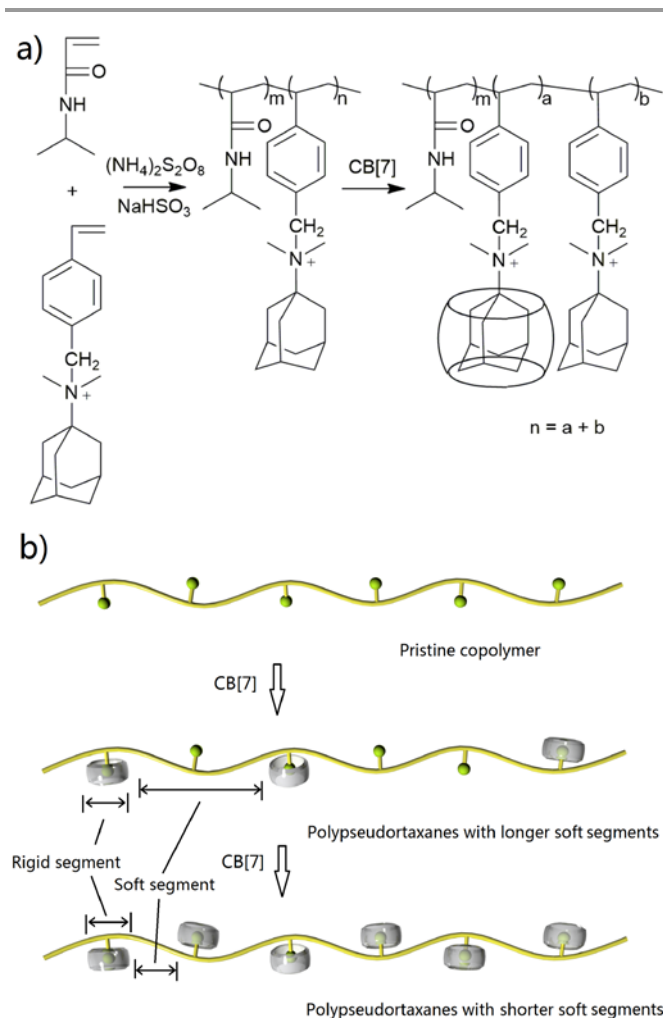 a)
O
NH
+
CH2
N
+
(NH4)2S2O8
NaHSO3
m
n
O
NH
CH2
N
+
CB[7]
m
a
b
O
NH
CH2
N
+
CH2
N
+
n = a + b
b)
Pristine copolymer
CB[7]
Polypseudortaxanes with longer soft segments
Rigid segment
Soft segment
CB[7]
Polypseudortaxanes with shorter soft segments